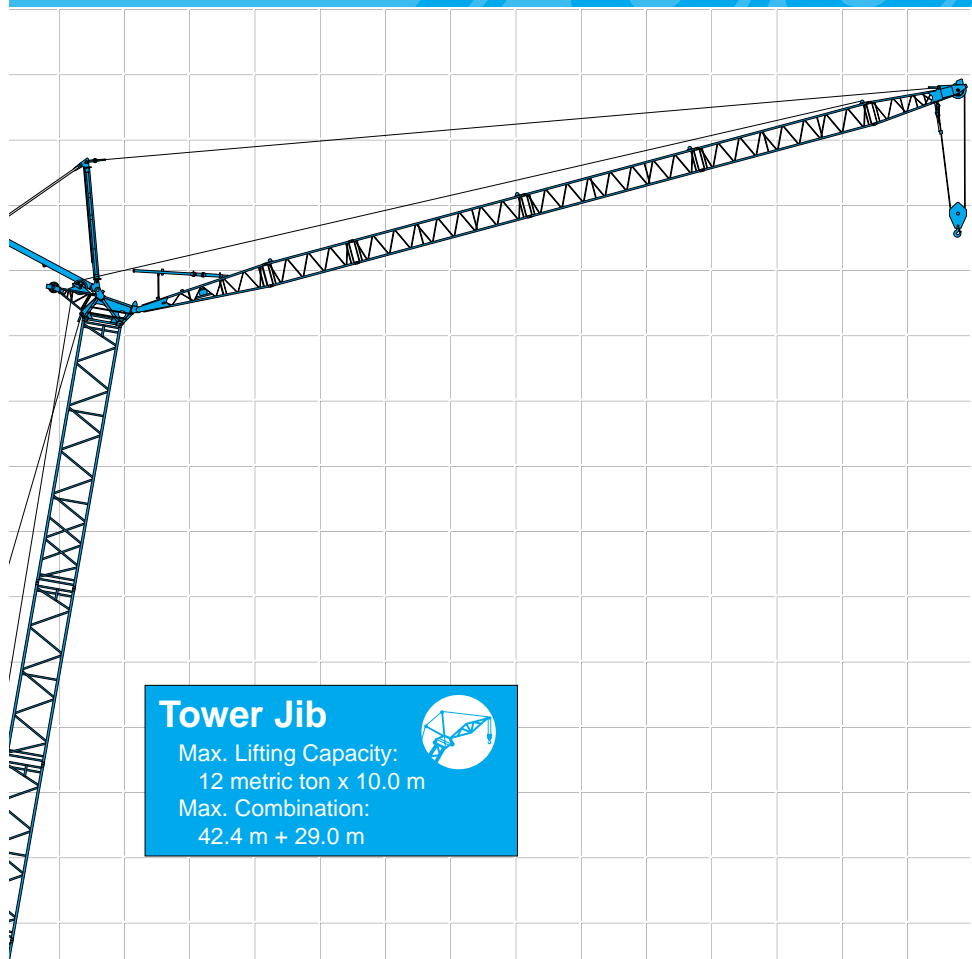 Tower Jib
Max. Lifting Capacity:
12 metric ton x 10.0 m
Max. Combination:
42.4 m + 29.0 m